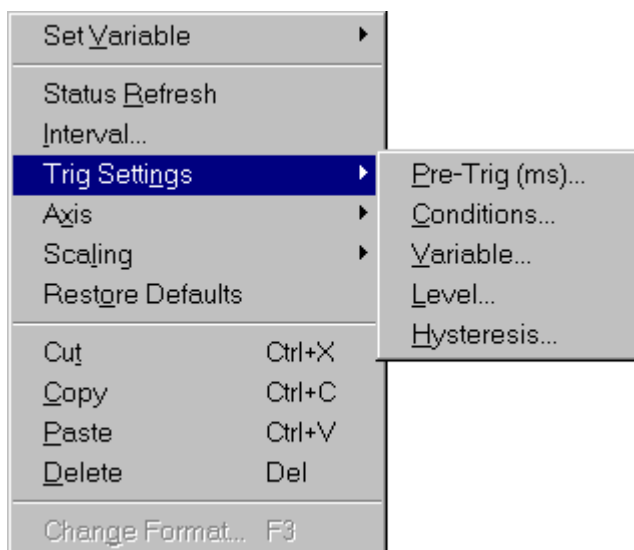 Set Variable
Status Refresh
Interval...
Trig Settings
Axis
Scaling
Restore Defaults
Cut Ctrl+X
Copy Ctrl+C
Paste Ctrl+V
Delete Del
Change Format... F3
Pre-Trig (ms)...
Conditions...
Variable...
Level...
Hysteresis...